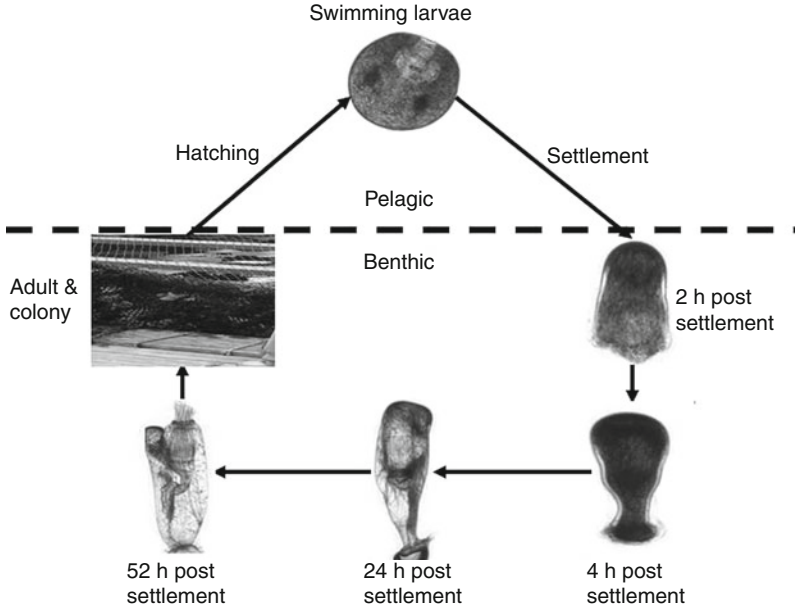 Swimming larvae
Hatching
Settlement
Pelagic
Benthic
Adult &
colony
2 h post
settlement
52 h post
settlement
24 h post
settlement
4 h post
settlement